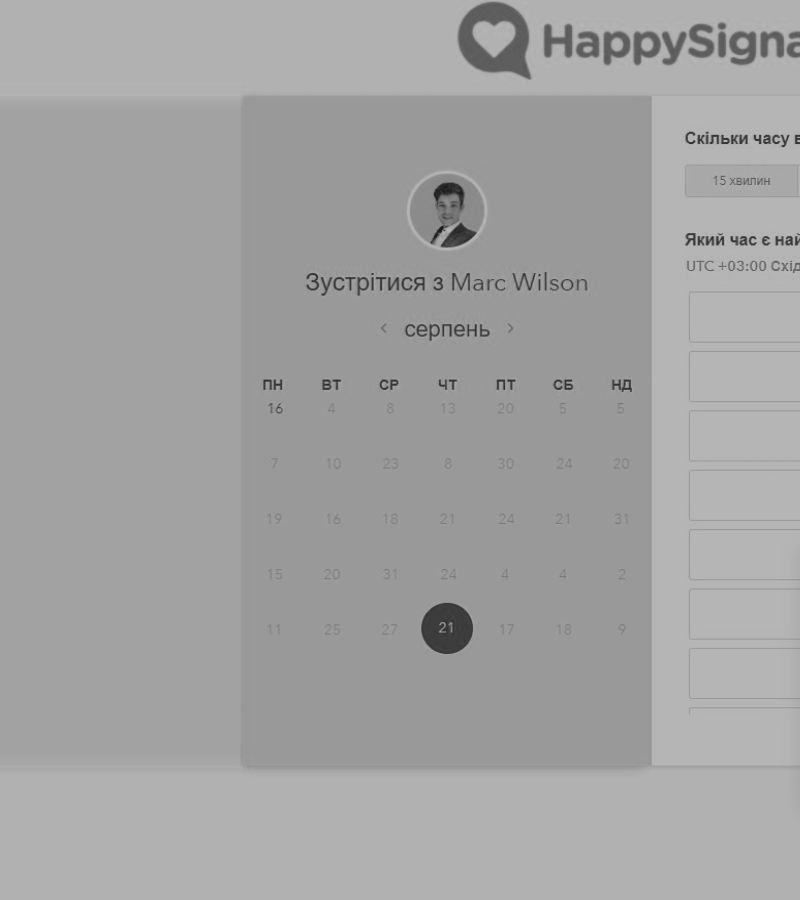 HappySigna
Зустрітися з Marc Wilson
серпень
ПН ВТ СР ЧТ ПТ СБ НД
16 4 8 13 20 5 5
7 10 23 8 30 24 20
19 16 18 21 24 21 31
15 20 31 24 4 4 2
11 25 27 21 17 18 9
Скільки часу в
15 хвилин
Який час є най
UTC +03:00 Схід